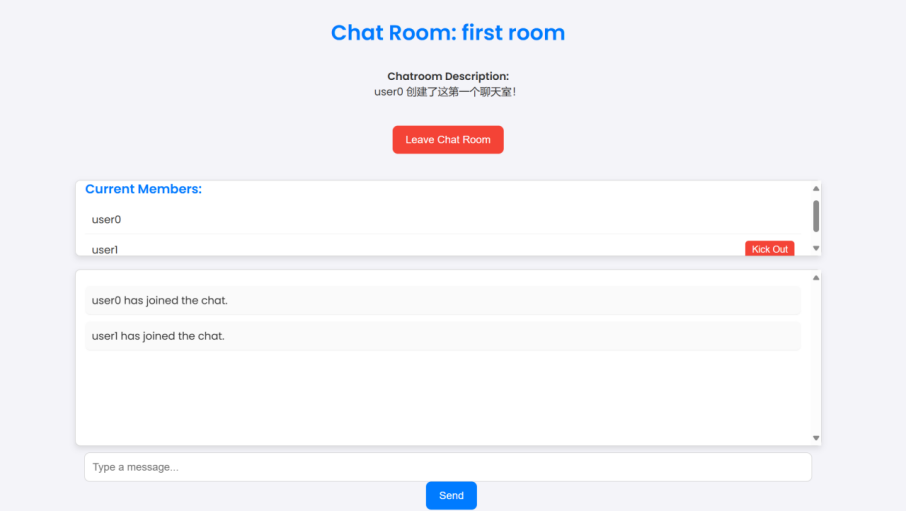 Chat Room: first room
Chatroom Description:
user0 创建了这第一个聊天室!
Leave Chat Room
Current Members:
user0
user1 Kick Out
user0 has joined the chat.
user1 has joined the chat.
Type a message...
Send